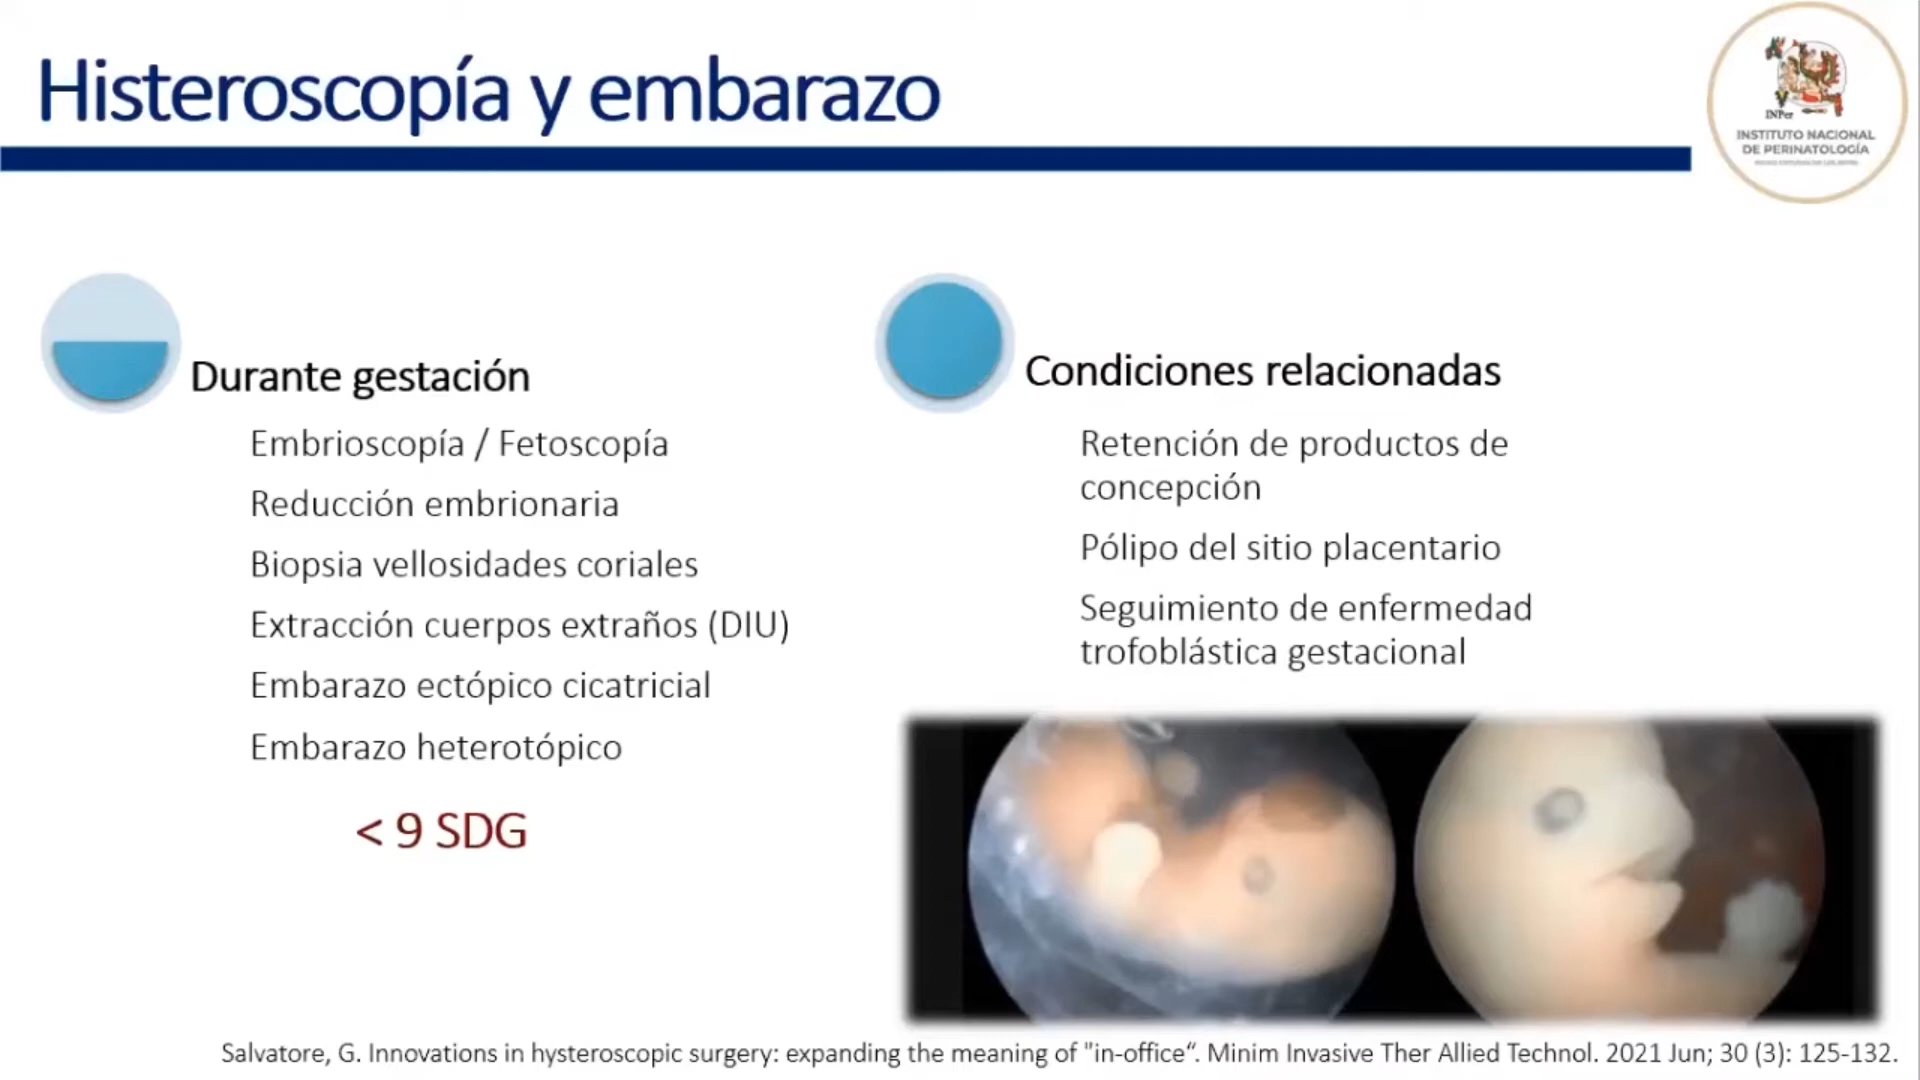 Histeroscopía y embarazo
INPer
INSTITUTO NACIONAL
DE PERINATOLOGÍA
Durante gestación
Embrioscopía / Fetoscopía
Reducción embrionaria
Biopsia vellosidades coriales
Extracción cuerpos extraños (DIU)
Embarazo ectópico cicatricial
Embarazo heterotópico
< 9 SDG
Condiciones relacionadas
Retención de productos de
concepción
Pólipo del sitio placentario
Seguimiento de enfermedad
trofoblástica gestacional
Salvatore, G. Innovations in hysteroscopic surgery: expanding the meaning of "in-office“. Minim Invasive Ther Allied Technol. 2021 Jun; 30 (3): 125-132.